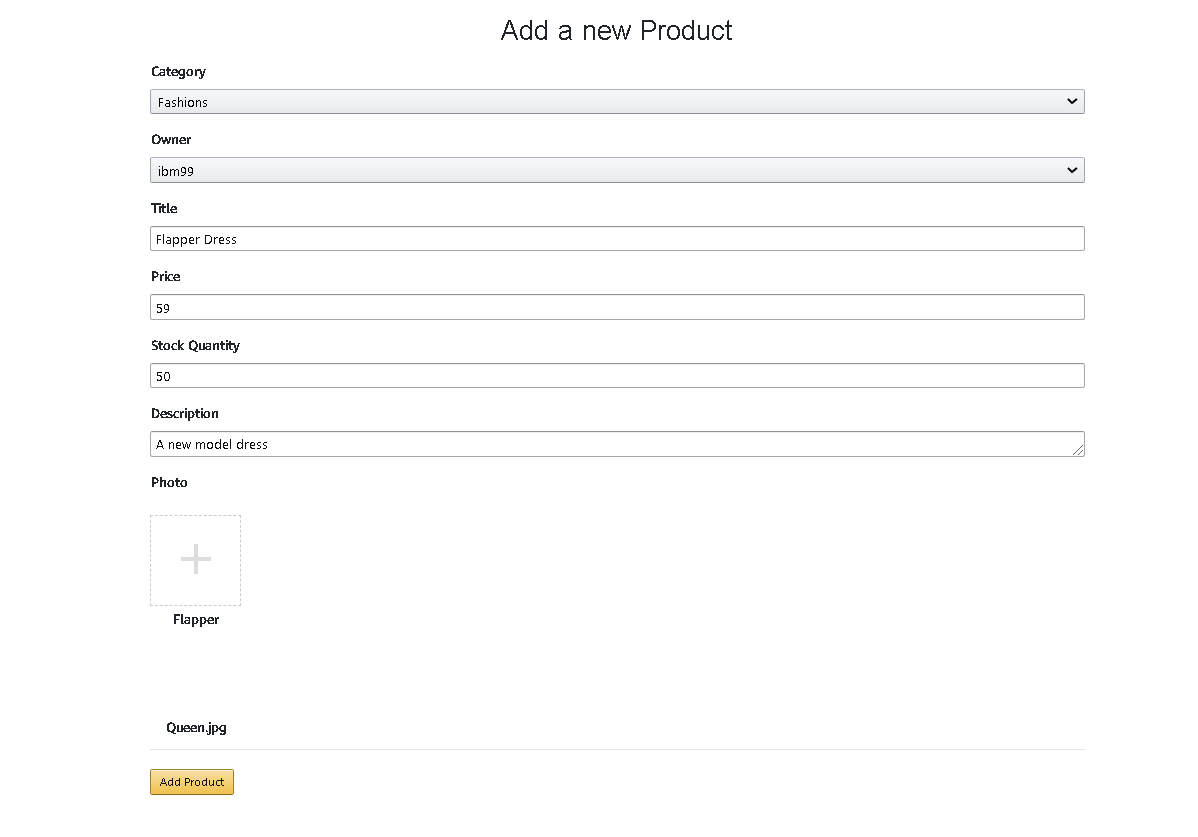 Add a new Product
Category
Fashions
Owner
ibm99
Title
Flapper Dress
Price
59
Stock Quantity
50
Description
A new model dress
Photo
Flapper
Queen.jpg
Add Product